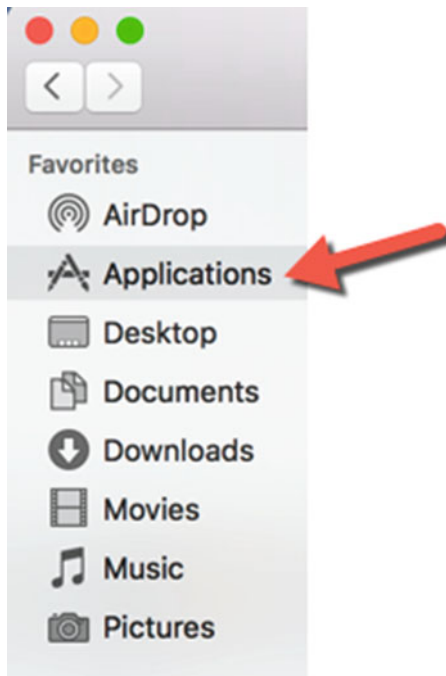 Favorites
AirDrop
Applications
Desktop
Documents
Downloads
Movies
Music
Pictures